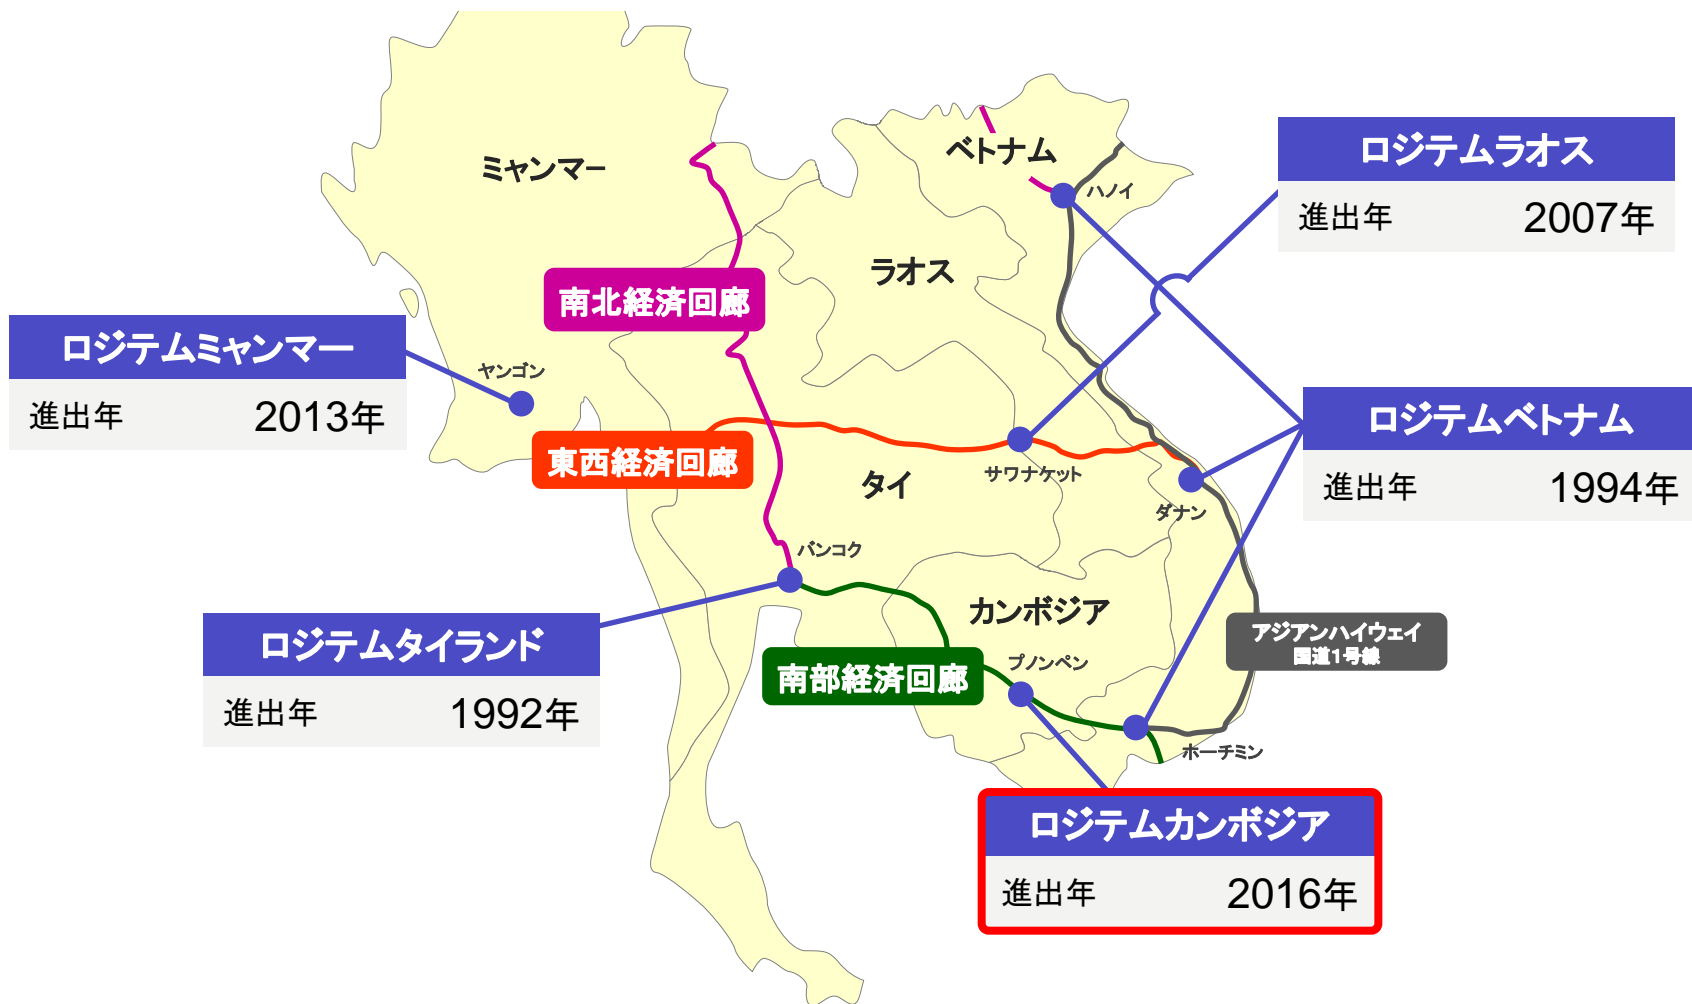 ベトナム
ロジテムラオス
進出年 2007年
ミャンマー
ハノイ
ラオス
南北経済回廊
ロジテムミャンマー
進出年 2013年
ヤンゴン
ロジテムベトナム
進出年 1994年
東西経済回廊
サワナケット
タイ
ダナン
バンコク
カンボジア
アジアンハイウェイ
国道1号線
ロジテムタイランド
進出年 1992年
プノンペン
南部経済回廊
ホーチミン
ロジテムカンボジア
進出年 2016年